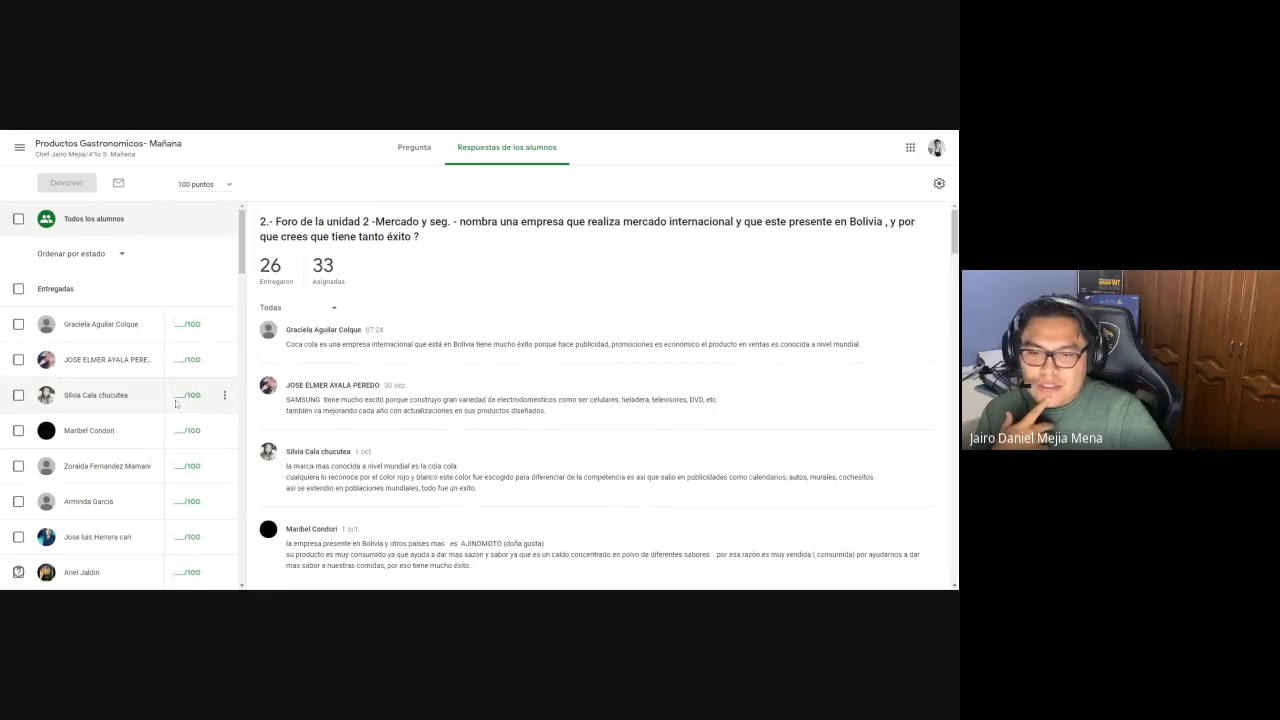 Productos Gastronomicos- Mañana
Chef Jairo Mejia/4°to S. Mañana
Pregunta
Respuestas de los alumnos
Devolver
100 puntos
Todos los alumnos
Ordenar por estado
Entregadas
Graciela Aguilar Colque
__/100
JOSE ELMER AYALA PERE...
__/100
Silvia Cala chucutea
__/100
Maribel Condori
__/100
Zoraida Fernandez Mamani
__/100
Arminda Garcia
__/100
Jose luis Herrera cari
__/100
Ariel Jaldin
__/100
2.- Foro de la unidad 2 -Mercado y seg. - nombra una empresa que realiza mercado internacional y que este presente en Bolivia , y por
que crees que tiene tanto éxito ?
26
Entregaron
33
Asignadas
Todas
Graciela Aguilar Colque 07:24
Coca cola es una empresa internacional que está en Bolivia tiene mucho éxito porque hace publicidad, promociones es económico el producto en ventas es conocida a nivel mundial.
JOSE ELMER AYALA PEREDO 30 sep.
SAMSUNG tiene mucho excitó porque construyo gran variedad de electrodomesticos como ser celulares, heladera, televisores, DVD, etc.
también va mejorando cada año con actualizaciones en sus productos diseñados.
Silvia Cala chucutea 1 oct.
la marca mas conocida a nivel mundial es la cola cola
cualquiera lo reconoce por el color rojo y blanco este color fue escogido para diferenciar de la competencia es asi que salio en publicidades como calendarios, autos, murales, cochesitos.
asi se extendio en poblaciones mundiales, todo fue un éxito.
Maribel Condori 1 oct.
la empresa presente en Bolivia y otros países mas es AJINOMOTO (doña gusta)
su producto es muy consumido ya que ayuda a dar mas sazón y sabor ya que es un caldo concentrado en polvo de diferentes sabores . por esa razón es muy vendida ( consumida) por ayudarnos a dar
mas sabor a nuestras comidas, por eso tiene mucho éxito .
Jairo Daniel Mejia Mena